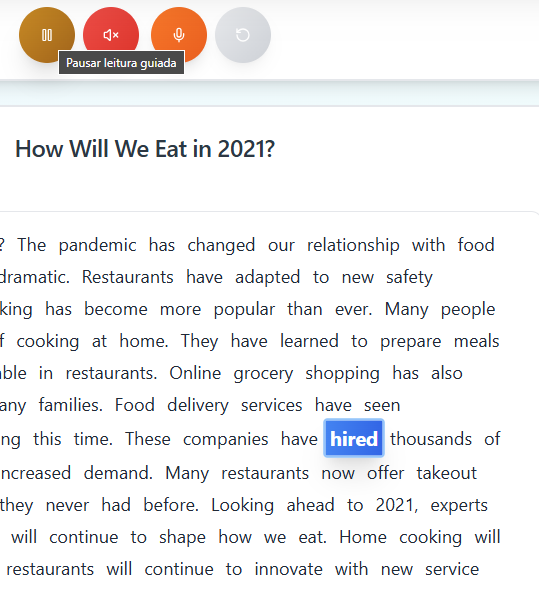 Pausar leitura guiada
How Will We Eat in 2021?
? The pandemic has changed our relationship with food
dramatic. Restaurants have adapted to new safety
king has become more popular than ever. Many people
f cooking at home. They have learned to prepare meals
able in restaurants. Online grocery shopping has also
any families. Food delivery services have seen
ng this time. These companies have hired thousands of
increased demand. Many restaurants now offer takeout
they never had before. Looking ahead to 2021, experts
will continue to shape how we eat. Home cooking will
restaurants will continue to innovate with new service